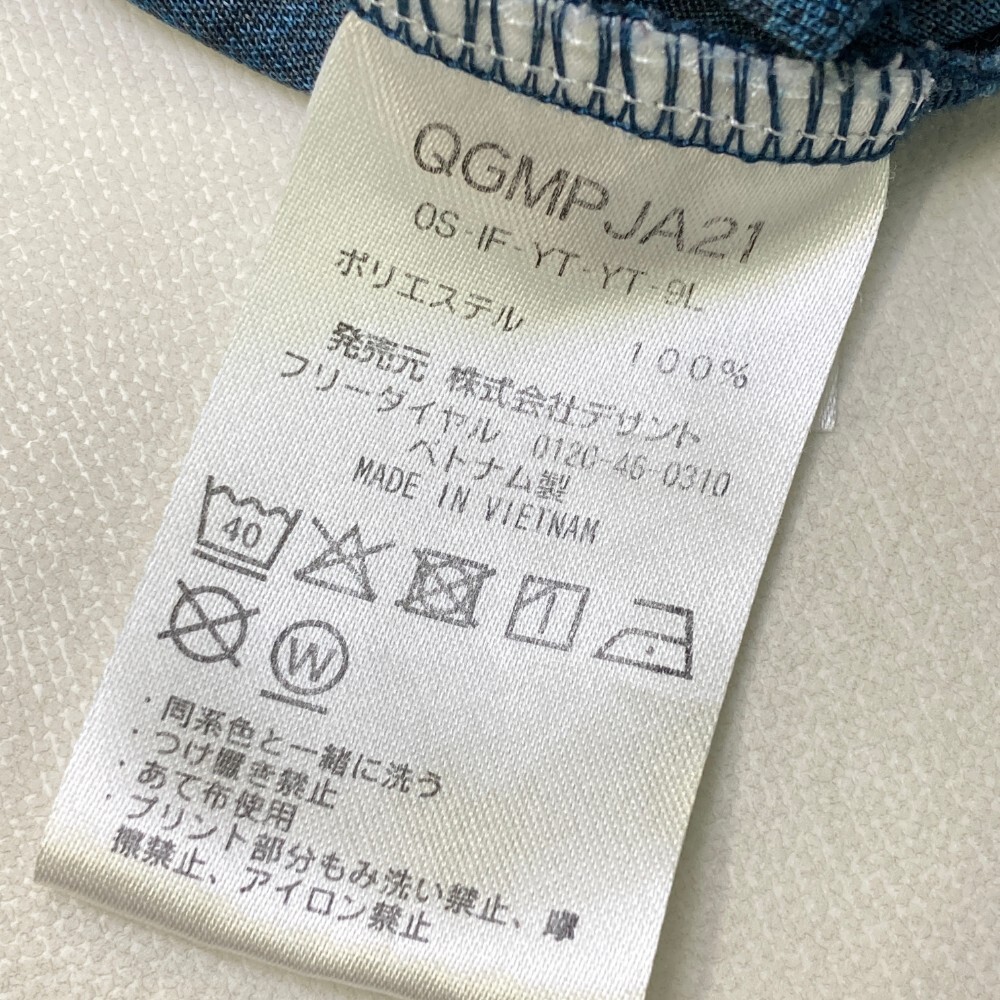 QGMPJA21
OS-IF-YT-YT-9L
ポリエステル 100%
発売元 株式会社デサント
フリーダイヤル 0120-46-0310
ベトナム製
MADE IN VIETNAM
40
W
・同系色と一緒に洗う
・つけ置き禁止
・あて布使用
・プリント部分もみ洗い禁止、摩
擦禁止、アイロン禁止